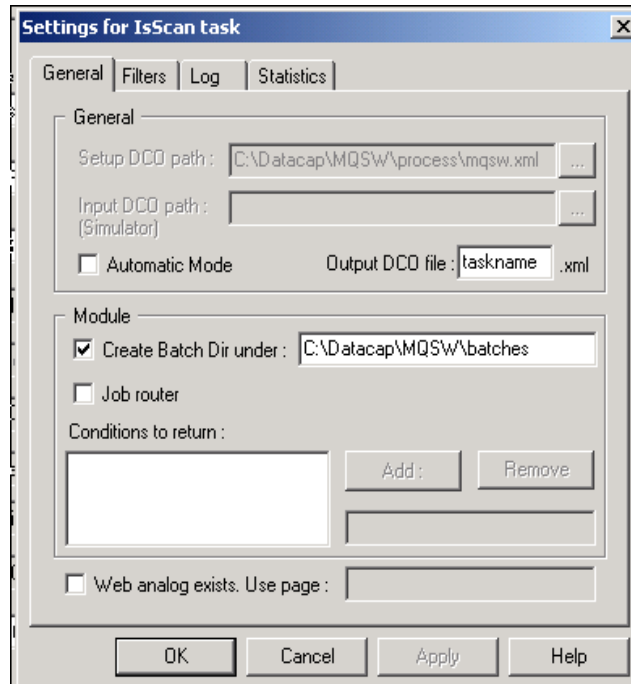 Settings for IsScan task
General Filters Log Statistics
General
Setup DCO path : C:\Datacap\MQSW\process\mqsw.xml ...
Input DCO path : ...
(Simulator)
Automatic Mode Output DCO file : taskname .xml
Module
Create Batch Dir under : C:\Datacap\MQSW\batches
Job router
Conditions to return :
Add : Remove
Web analog exists. Use page :
OK Cancel Apply Help